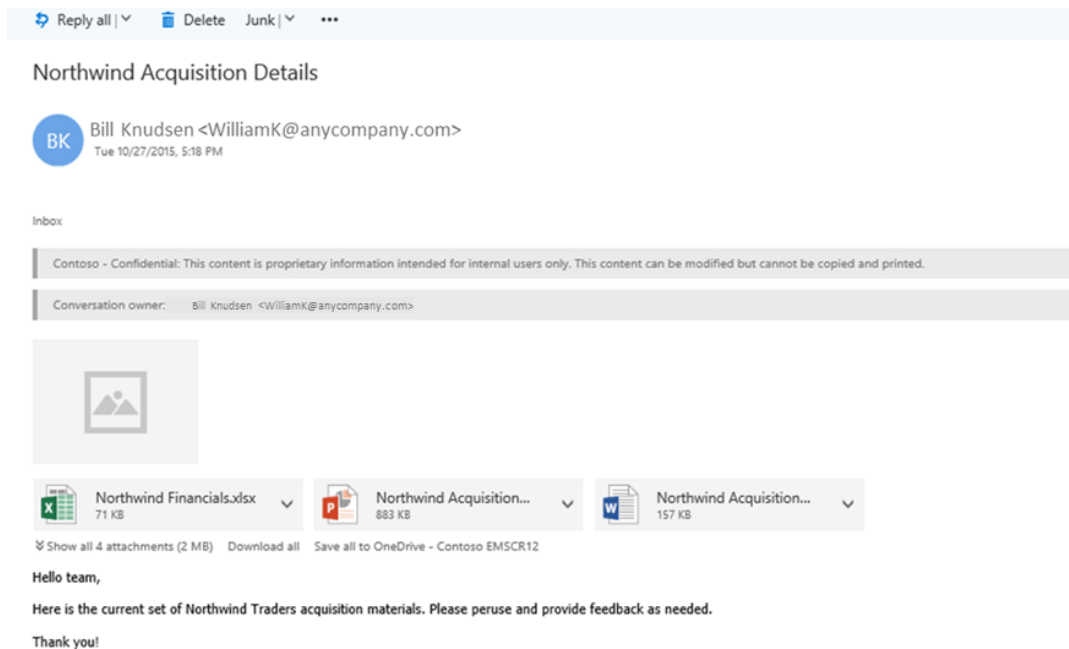 Reply all | Delete Junk | •••
Northwind Acquisition Details
BK
Bill Knudsen <WilliamK@anycompany.com>
Tue 10/27/2015, 5:18 PM
Inbox
Contoso - Confidential: This content is proprietary information intended for internal users only. This content can be modified but cannot be copied and printed.
Conversation owner: Bill Knudsen <WilliamK@anycompany.com>
Northwind Financials.xlsx Northwind Acquisition... Northwind Acquisition...
71 KB 883 KB 157 KB
Show all 4 attachments (2 MB) Download all Save all to OneDrive - Contoso EMSCR12
Hello team,
Here is the current set of Northwind Traders acquisition materials. Please peruse and provide feedback as needed.
Thank you!